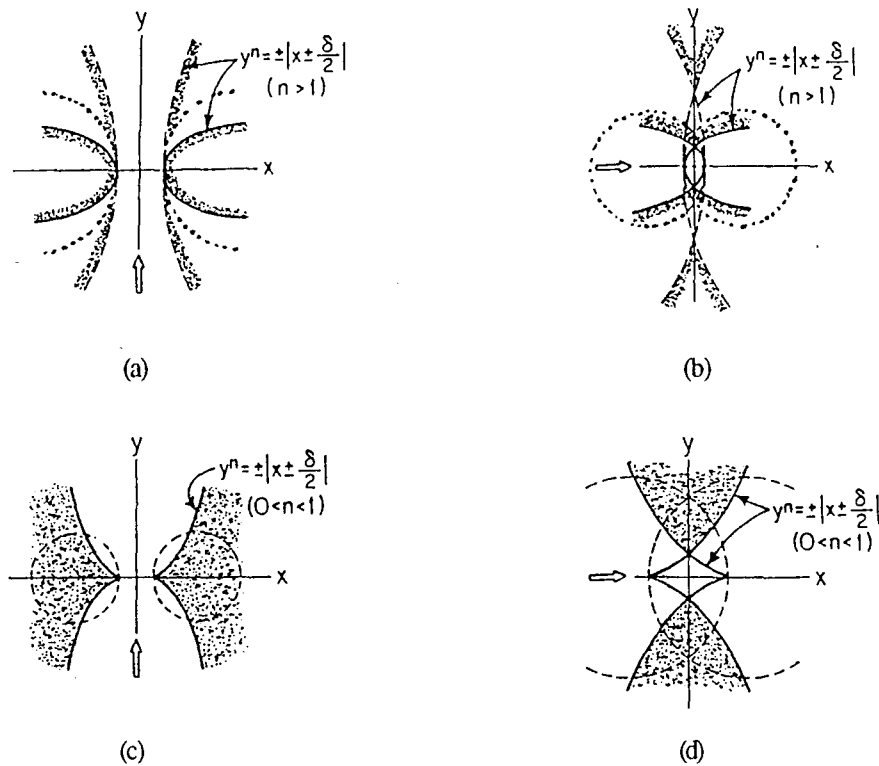 y
yⁿ=±|x±δ/2|
(n>1)
x
(a)
y
yⁿ=±|x±δ/2|
(n>1)
x
(b)
y
yⁿ=±|x±δ/2|
(0<n<1)
x
(c)
y
yⁿ=±|x±δ/2|
(0<n<1)
x
(d)